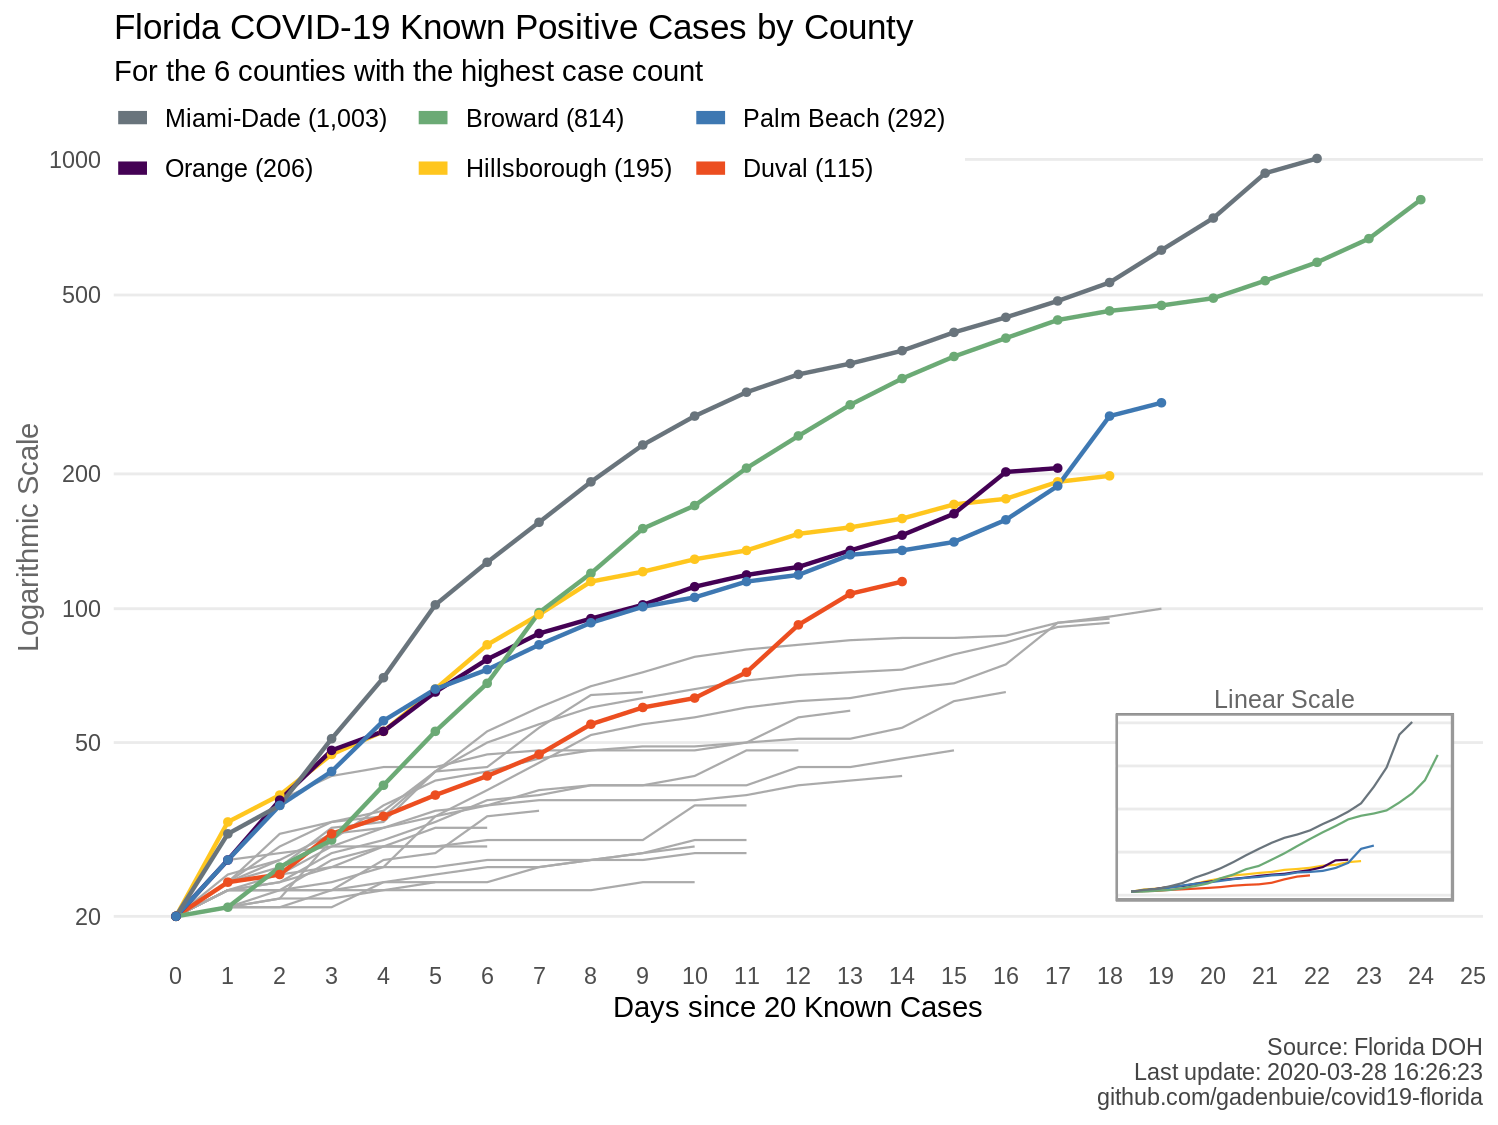 Florida COVID-19 Known Positive Cases by County
For the 6 counties with the highest case count
Miami-Dade (1,003) Broward (814) Palm Beach (292)
Orange (206) Hillsborough (195) Duval (115)
1000
500
200
100
50
20
Logarithmic Scale
Linear Scale
0 1 2 3 4 5 6 7 8 9 10 11 12 13 14 15 16 17 18 19 20 21 22 23 24 25
Days since 20 Known Cases
Source: Florida DOH
Last update: 2020-03-28 16:26:23
github.com/gadenbuie/covid19-florida